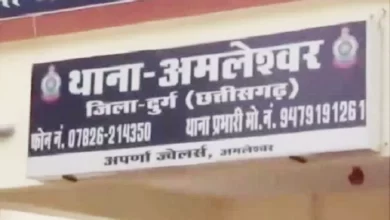 थाना-अमलेश्वर
जिला-दुर्ग (छत्तीसगढ़)
फोन नं. 07826-214350 थाना प्रभारी मो.नं. 9479191261
अपर्णा ज्वेलर्स, अमलेश्वर